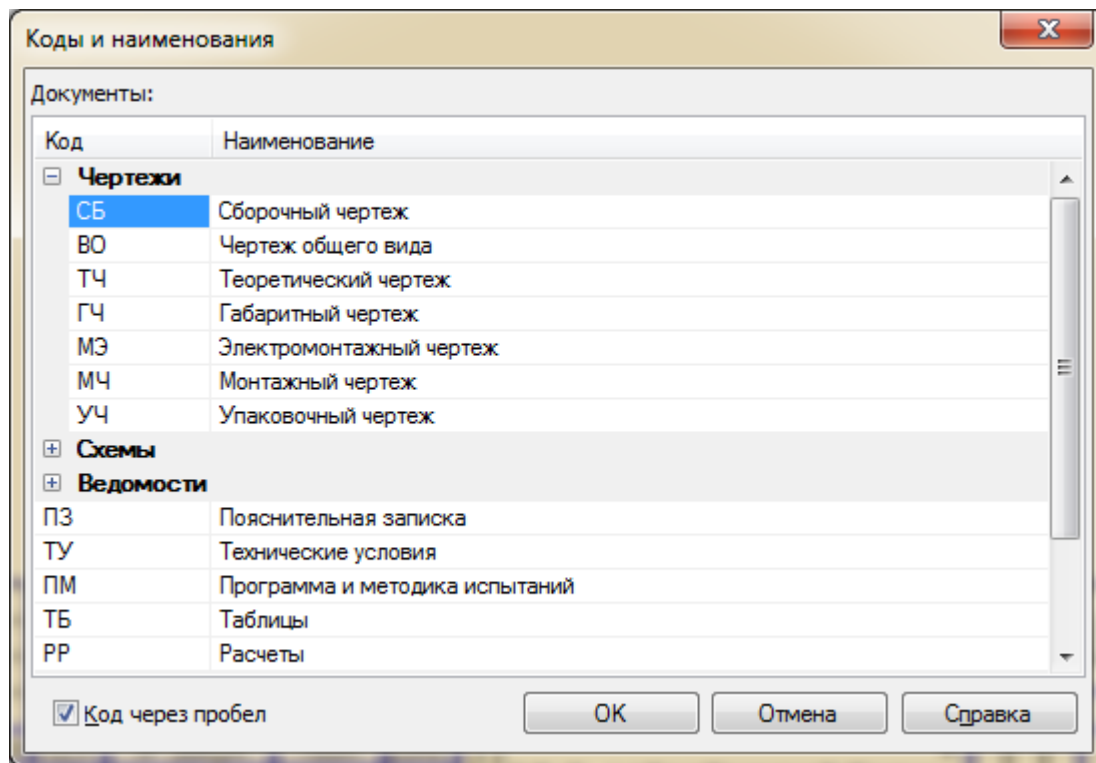 Коды и наименования
Документы:
Код Наименование
Чертежи
СБ Сборочный чертеж
ВО Чертеж общего вида
ТЧ Теоретический чертеж
ГЧ Габаритный чертеж
МЭ Электромонтажный чертеж
МЧ Монтажный чертеж
УЧ Упаковочный чертеж
Схемы
Ведомости
ПЗ Пояснительная записка
ТУ Технические условия
ПМ Программа и методика испытаний
ТБ Таблицы
РР Расчеты
Код через пробел OK Отмена Справка